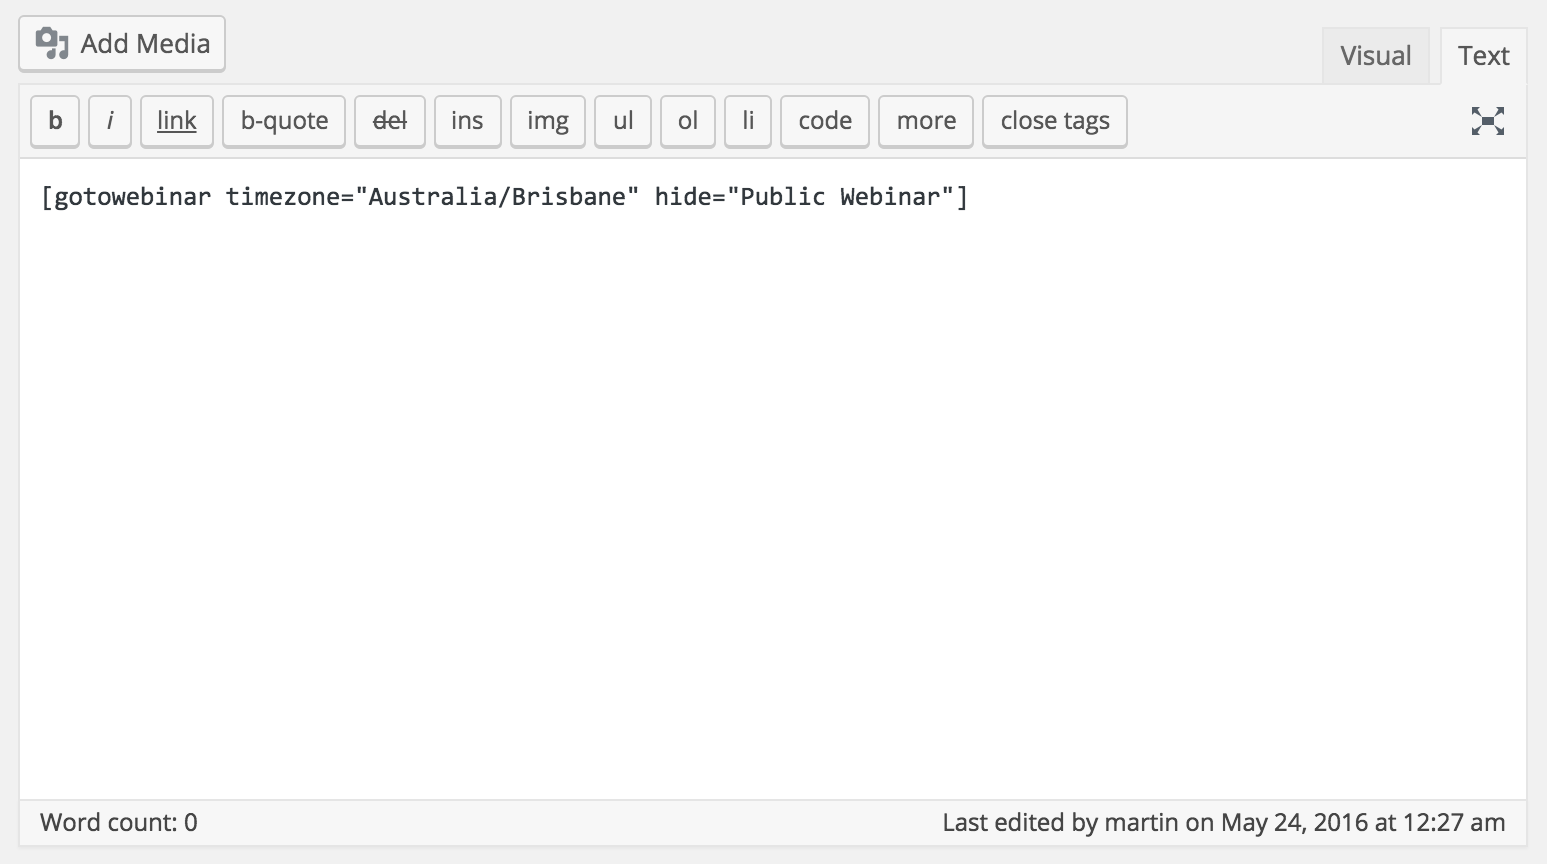 Add Media
Visual Text
b i link b-quote del ins img ul ol li code more close tags
[gotowebinar timezone="Australia/Brisbane" hide="Public Webinar"]
Word count: 0 Last edited by martin on May 24, 2016 at 12:27 am